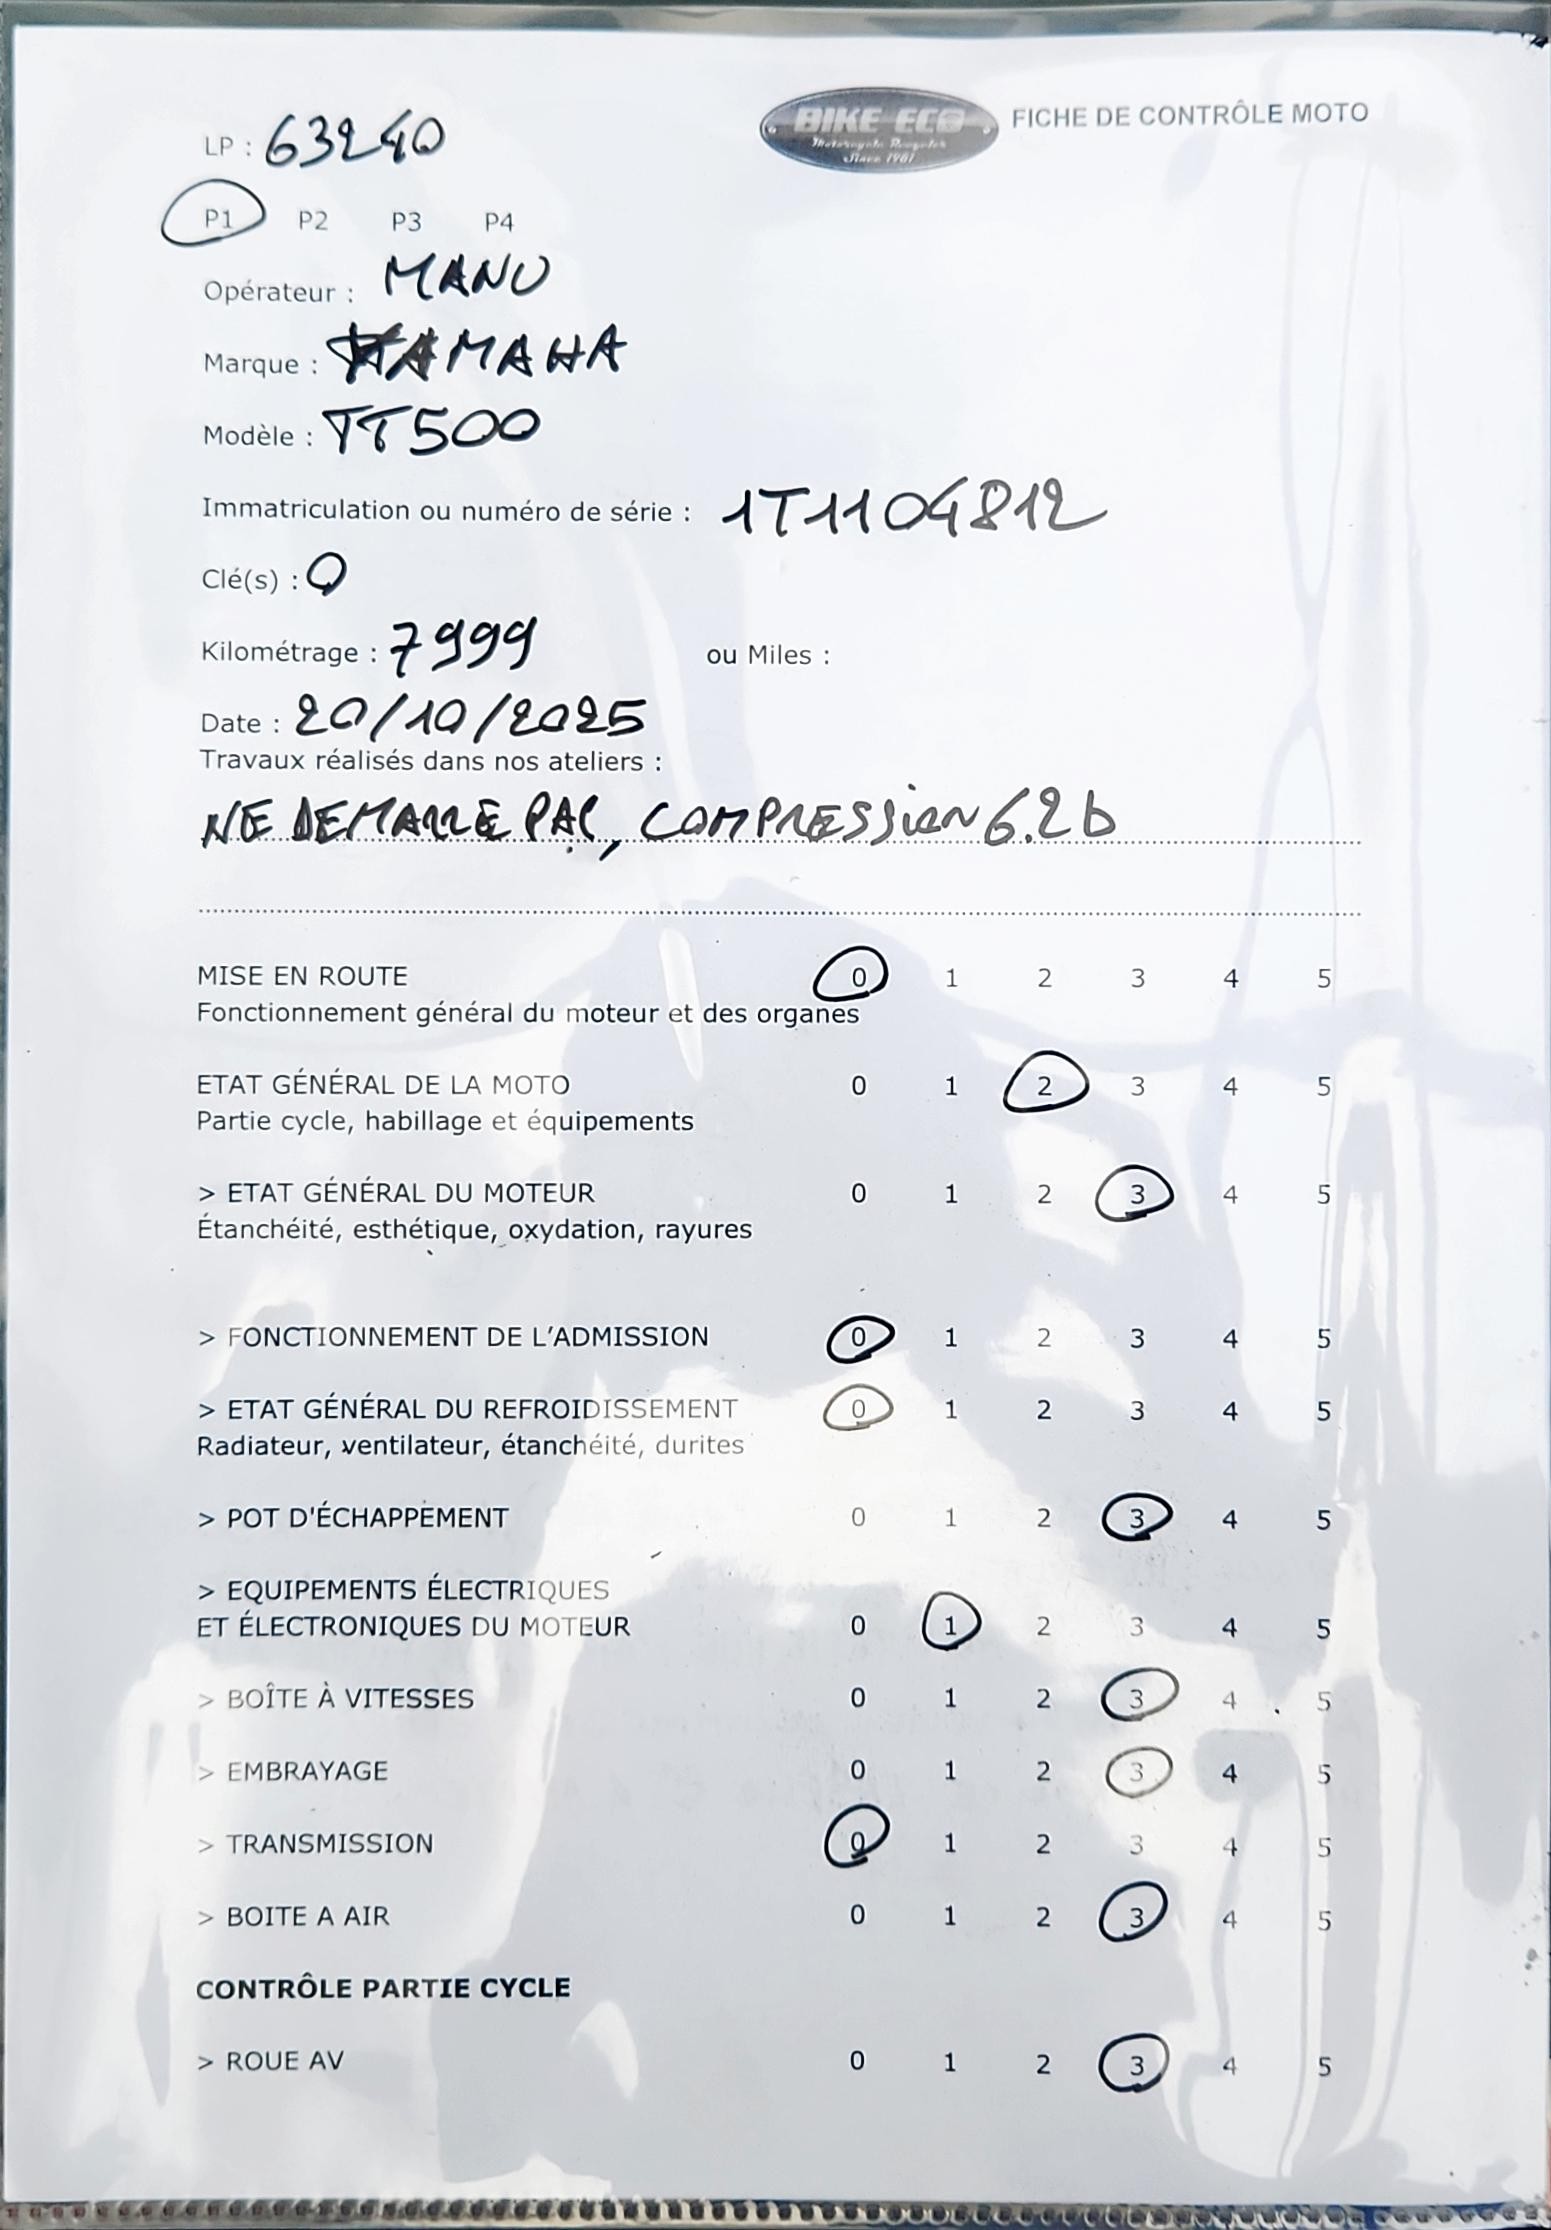 LP : 63240
BIKE ECO
Motorcycle Recycler
Since 1981
FICHE DE CONTRÔLE MOTO
P1 P2 P3 P4
Opérateur : MANU
Marque : YAMAHA
Modèle : TT500
Immatriculation ou numéro de série : 1T1104812
Clé(s) : 0
Kilométrage : 7999 ou Miles :
Date : 20/10/2025
Travaux réalisés dans nos ateliers :
NE DEMARRE PAS, COMPRESSION 6.2 b
MISE EN ROUTE 0 1 2 3 4 5
Fonctionnement général du moteur et des organes
ETAT GÉNÉRAL DE LA MOTO 0 1 2 3 4 5
Partie cycle, habillage et équipements
> ETAT GÉNÉRAL DU MOTEUR 0 1 2 3 4 5
Étanchéité, esthétique, oxydation, rayures
> FONCTIONNEMENT DE L'ADMISSION 0 1 2 3 4 5
> ETAT GÉNÉRAL DU REFROIDISSEMENT 0 1 2 3 4 5
Radiateur, ventilateur, étanchéité, durites
> POT D'ÉCHAPPEMENT 0 1 2 3 4 5
> EQUIPEMENTS ÉLECTRIQUES
ET ÉLECTRONIQUES DU MOTEUR 0 1 2 3 4 5
> BOÎTE À VITESSES 0 1 2 3 4 5
> EMBRAYAGE 0 1 2 3 4 5
> TRANSMISSION 0 1 2 3 4 5
> BOITE A AIR 0 1 2 3 4 5
CONTRÔLE PARTIE CYCLE
> ROUE AV 0 1 2 3 4 5